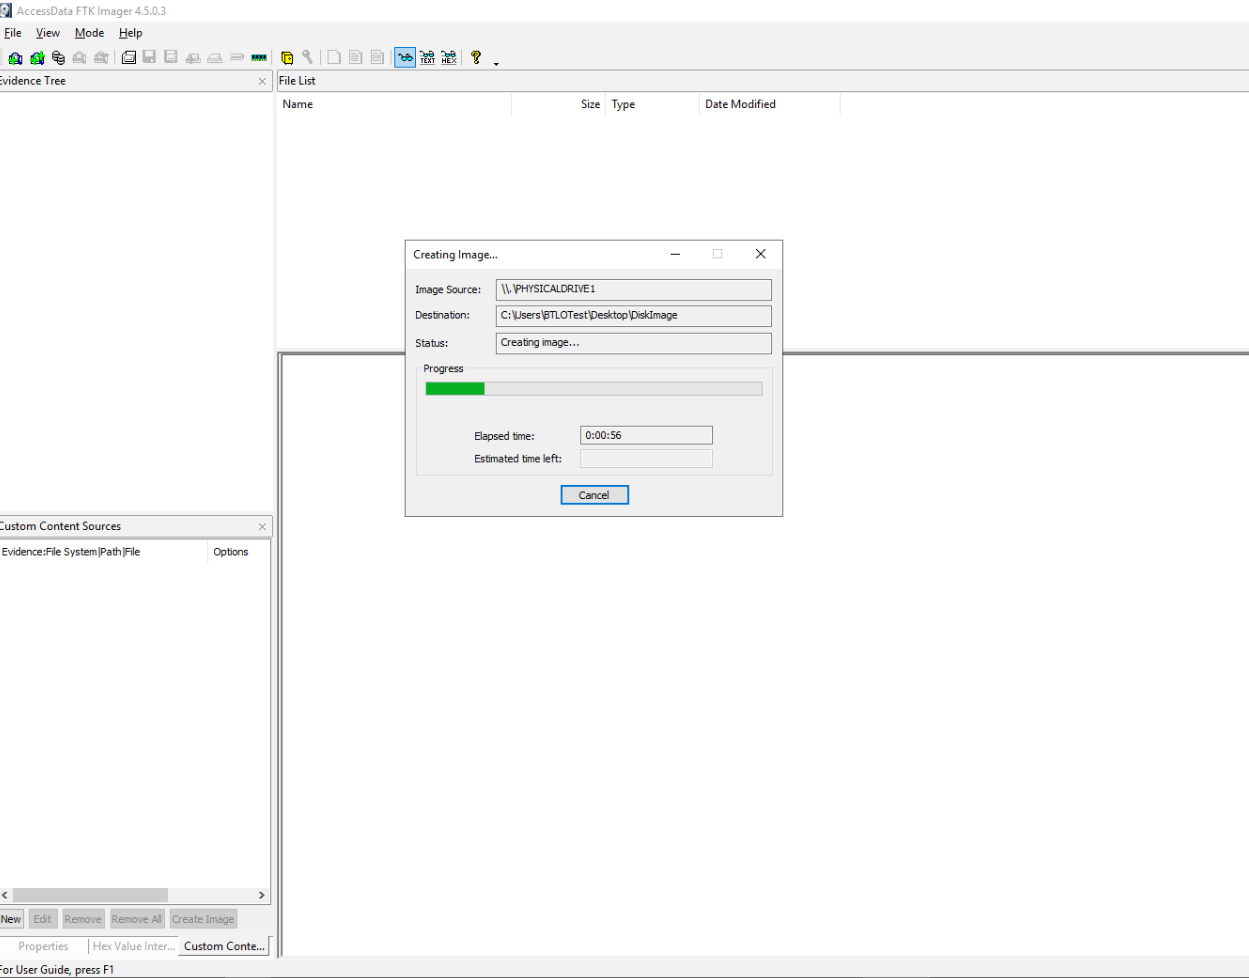 AccessData FTK Imager 4.5.0.3
File View Mode Help
TEXT HEX ?
Evidence Tree
File List
Name Size Type Date Modified
Creating Image...
Image Source: \\.\PHYSICALDRIVE1
Destination: C:\Users\BTLOTest\Desktop\DiskImage
Status: Creating image...
Progress
Elapsed time: 0:00:56
Estimated time left:
Cancel
Custom Content Sources
Evidence:File System|Path|File Options
New Edit Remove Remove All Create Image
Properties Hex Value Inter... Custom Conte...
For User Guide, press F1